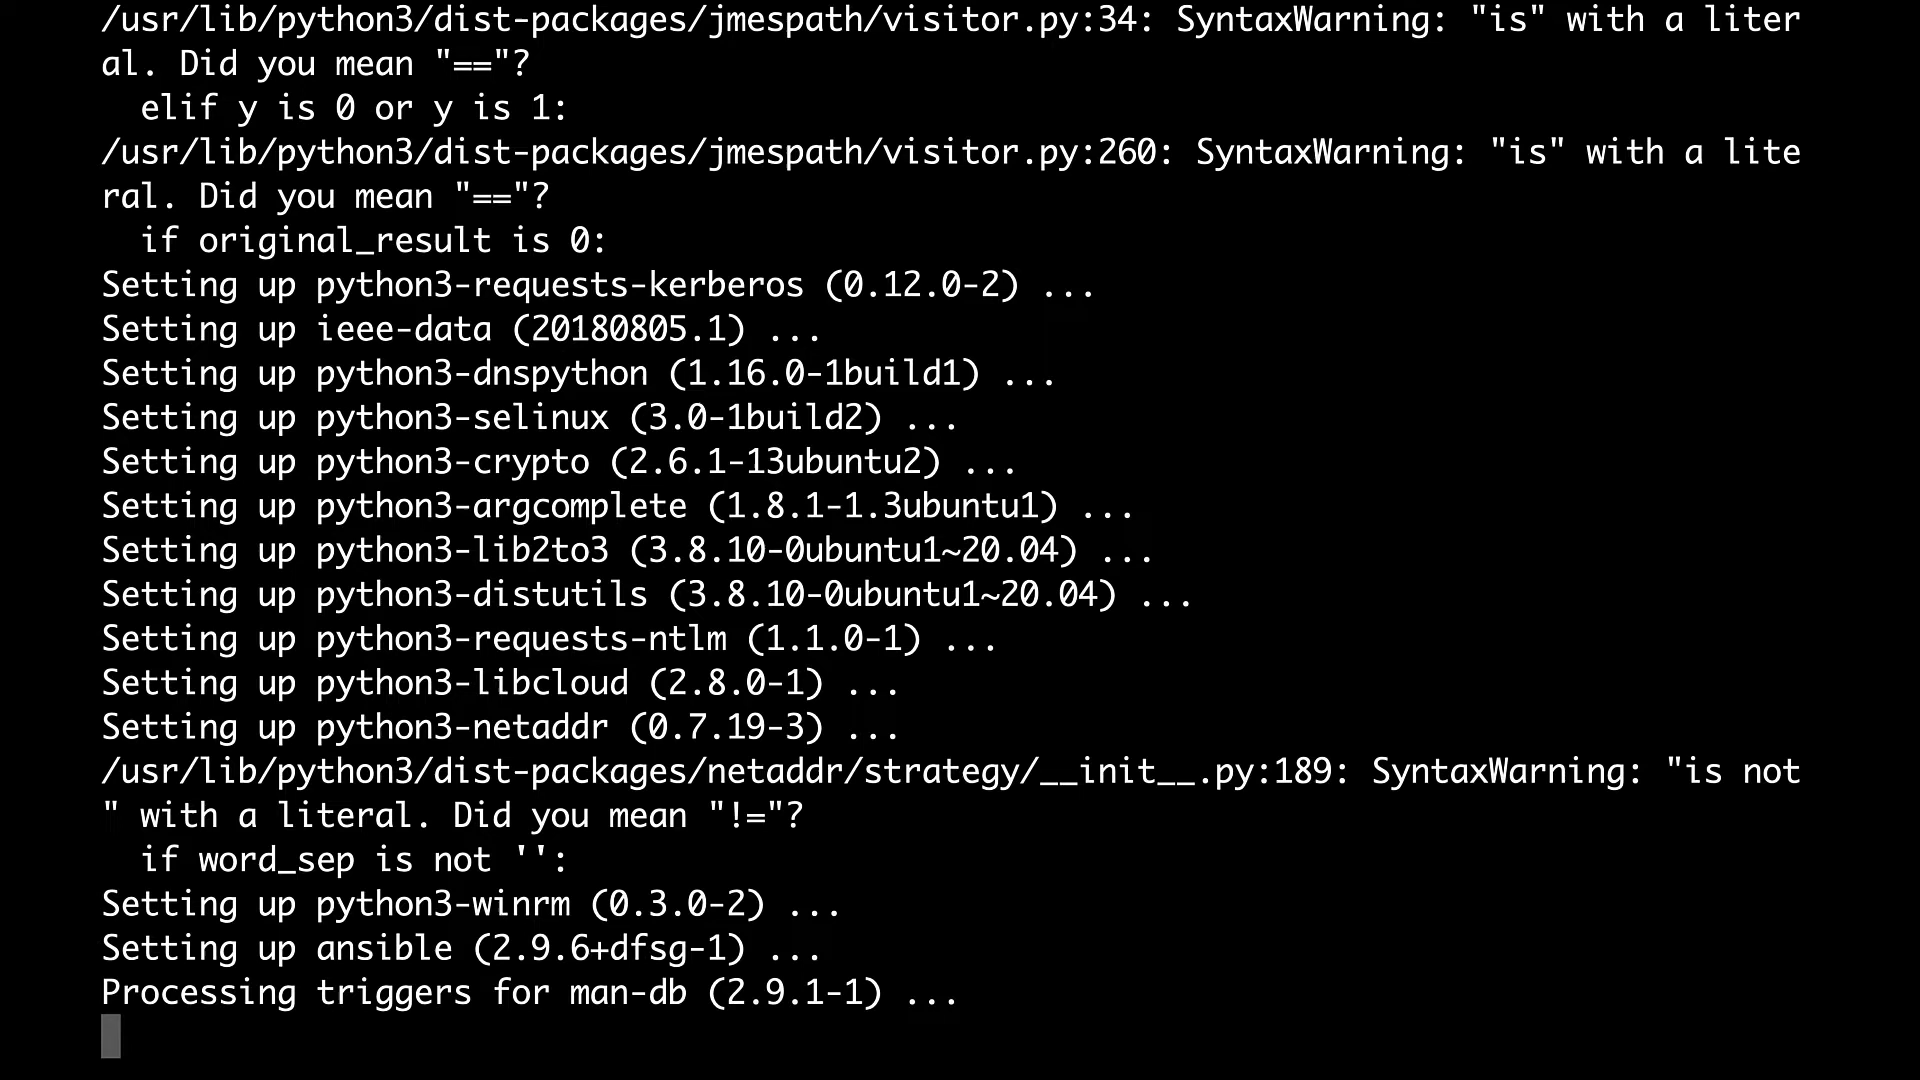 /usr/lib/python3/dist-packages/jmespath/visitor.py:34: SyntaxWarning: "is" with a liter
al. Did you mean "=="?
  elif y is 0 or y is 1:
/usr/lib/python3/dist-packages/jmespath/visitor.py:260: SyntaxWarning: "is" with a lite
ral. Did you mean "=="?
  if original_result is 0:
Setting up python3-requests-kerberos (0.12.0-2) ...
Setting up ieee-data (20180805.1) ...
Setting up python3-dnspython (1.16.0-1build1) ...
Setting up python3-selinux (3.0-1build2) ...
Setting up python3-crypto (2.6.1-13ubuntu2) ...
Setting up python3-argcomplete (1.8.1-1.3ubuntu1) ...
Setting up python3-lib2to3 (3.8.10-0ubuntu1~20.04) ...
Setting up python3-distutils (3.8.10-0ubuntu1~20.04) ...
Setting up python3-requests-ntlm (1.1.0-1) ...
Setting up python3-libcloud (2.8.0-1) ...
Setting up python3-netaddr (0.7.19-3) ...
/usr/lib/python3/dist-packages/netaddr/strategy/__init__.py:189: SyntaxWarning: "is not
" with a literal. Did you mean "!="?
  if word_sep is not '':
Setting up python3-winrm (0.3.0-2) ...
Setting up ansible (2.9.6+dfsg-1) ...
Processing triggers for man-db (2.9.1-1) ...